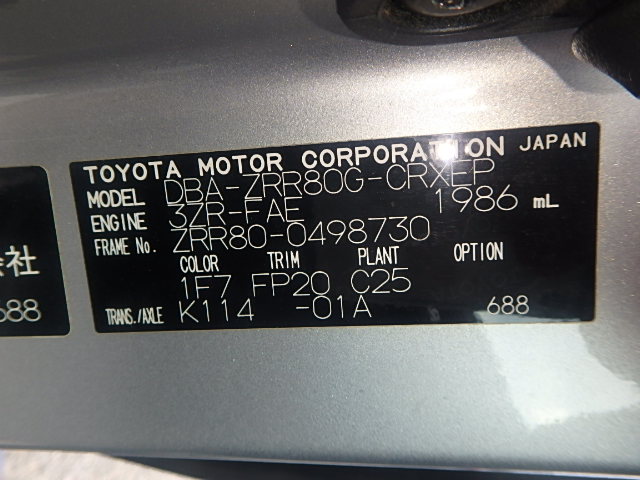 TOYOTA MOTOR CORPORATION JAPAN
MODEL DBA-ZRR80G-CRXEP
ENGINE 3ZR-FAE 1986 mL
FRAME No. ZRR80-0498730
COLOR TRIM PLANT OPTION
1F7 FP20 C25
TRANS./AXLE K114 -01A 688
会社
688